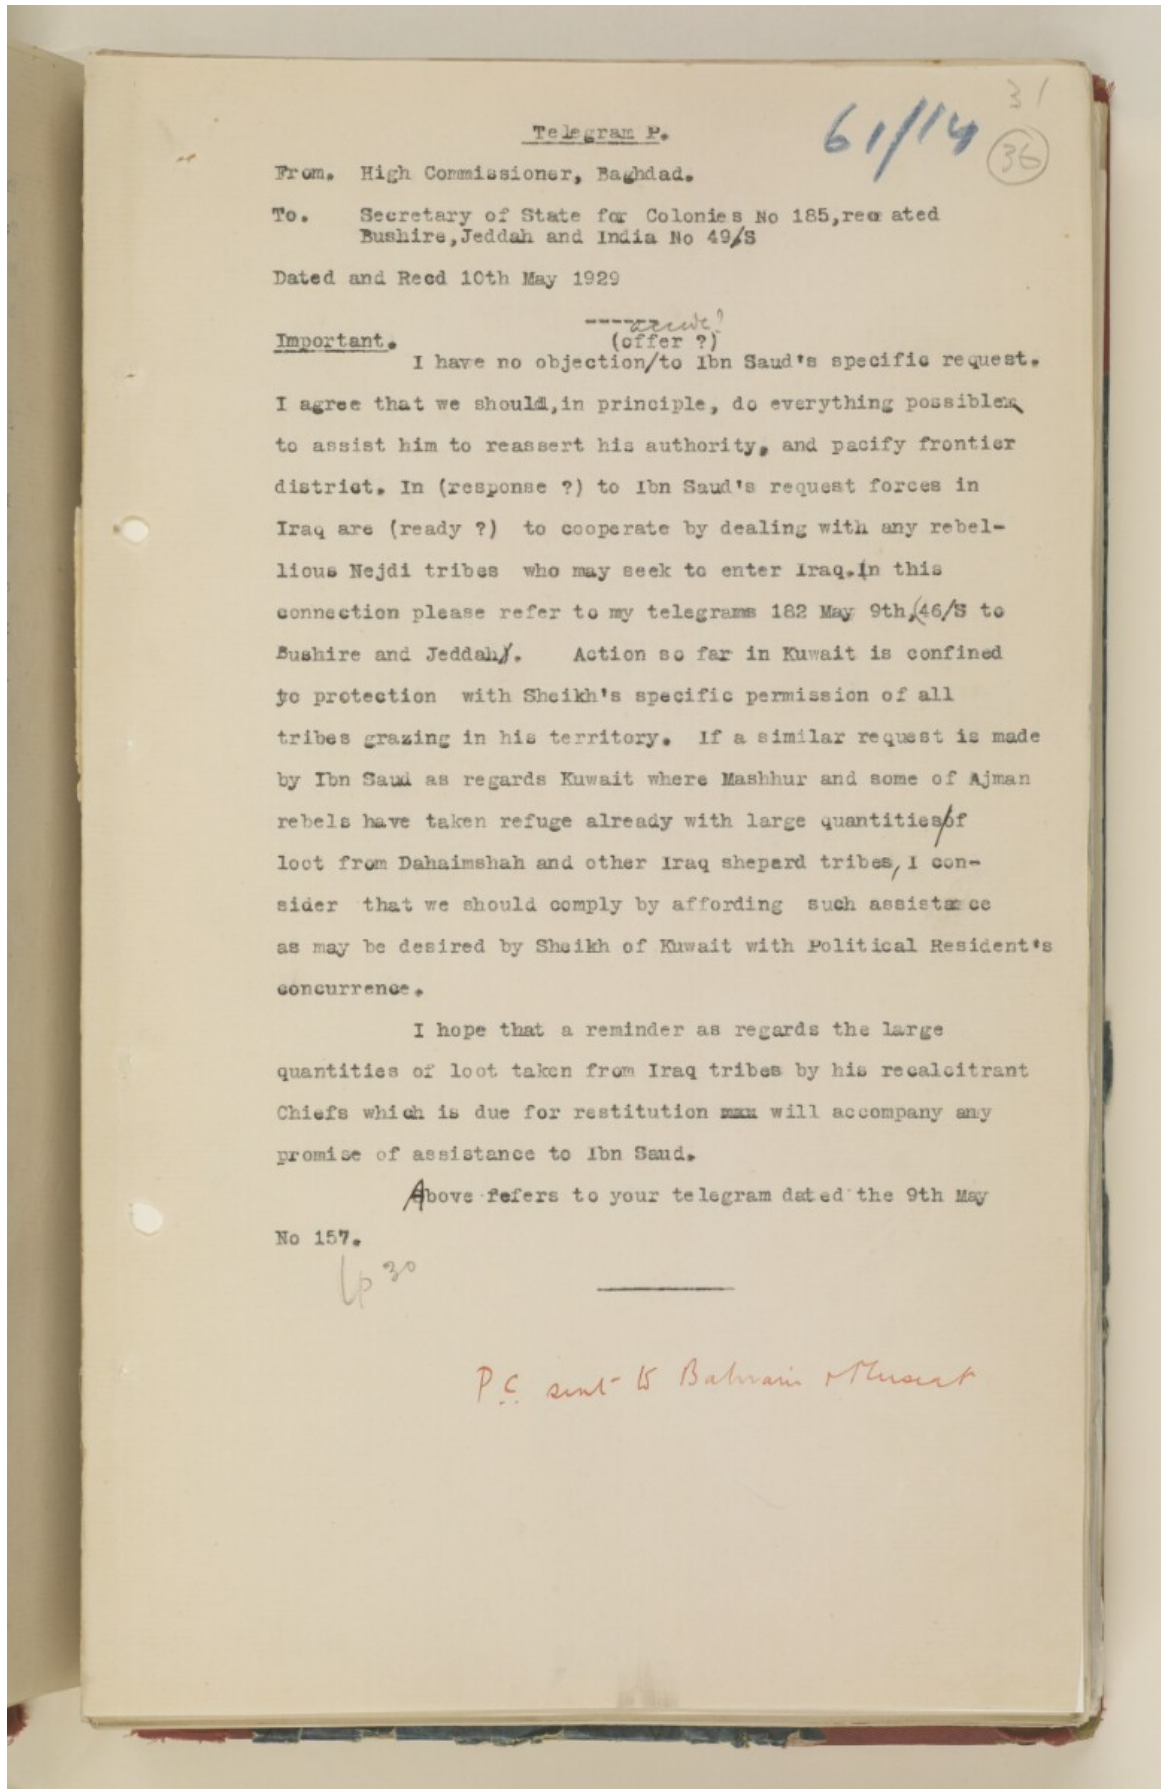 31
61/14
36
Telegram P.
From. High Commissioner, Baghdad.
To. Secretary of State for Colonies No 185, reated
Bushire, Jeddah and India No 49/S
Dated and Recd 10th May 1929
accede?
Important. (offer ?)
I have no objection/to Ibn Saud's specific request.
I agree that we should, in principle, do everything possible
to assist him to reassert his authority, and pacify frontier
district. In (response ?) to Ibn Saud's request forces in
Iraq are (ready ?) to cooperate by dealing with any rebel-
lious Nejdi tribes who may seek to enter Iraq. In this
connection please refer to my telegrams 182 May 9th, (46/S to
Bushire and Jeddah). Action so far in Kuwait is confined
to protection with Sheikh's specific permission of all
tribes grazing in his territory. If a similar request is made
by Ibn Saud as regards Kuwait where Mashhur and some of Ajman
rebels have taken refuge already with large quantities/of
loot from Dahaimshah and other Iraq sheperd tribes, I con-
sider that we should comply by affording such assistance
as may be desired by Sheikh of Kuwait with Political Resident's
concurrence.
I hope that a reminder as regards the large
quantities of loot taken from Iraq tribes by his recalcitrant
Chiefs which is due for restitution will accompany any
promise of assistance to Ibn Saud.
Above refers to your telegram dated the 9th May
No 157.
p 30
P.C. sent to Bahrain & Muscat